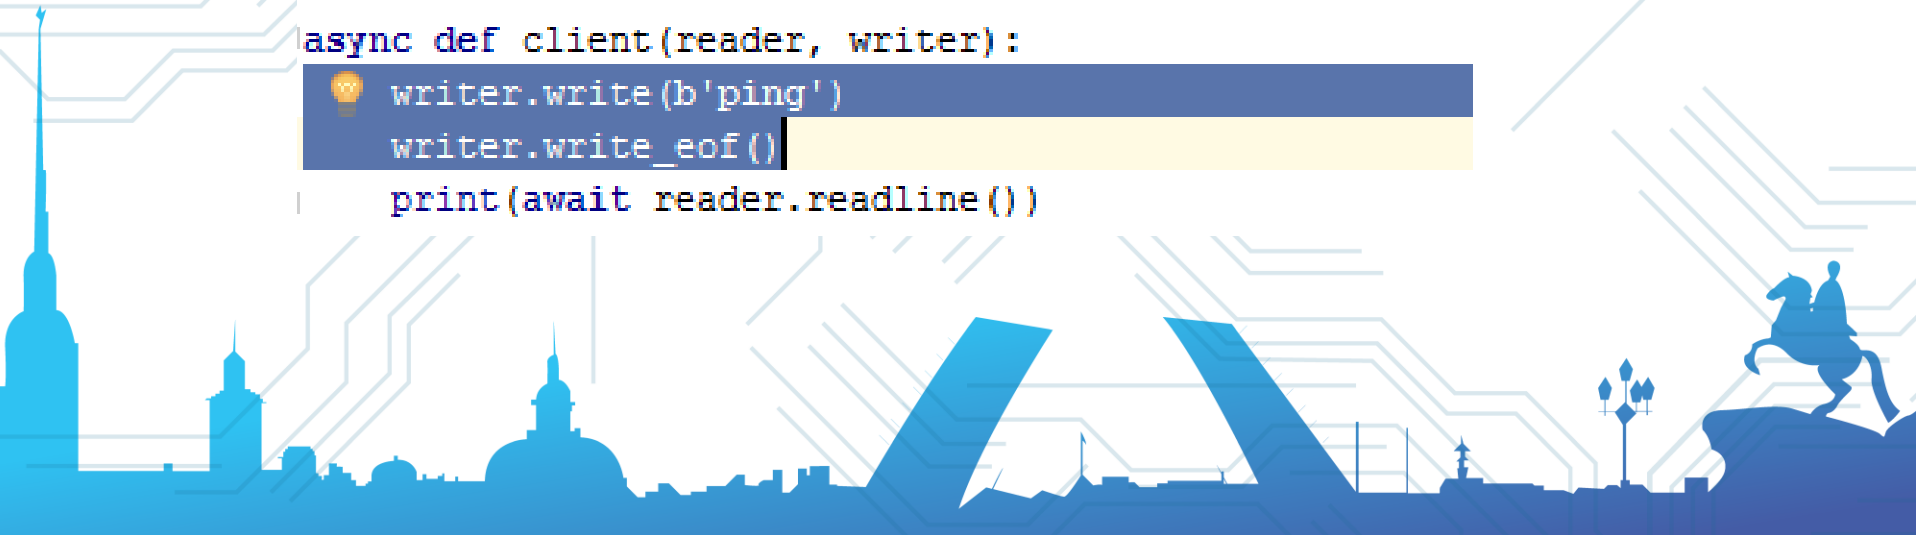 async def client(reader, writer):
    writer.write(b'ping')
    writer.write_eof()
    print(await reader.readline())